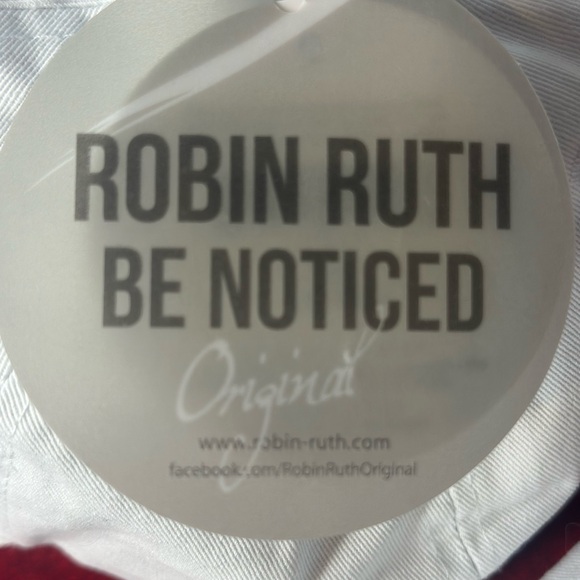 ROBIN RUTH
BE NOTICED
Original
www.robin-ruth.com
facebook.com/RobinRuthOriginal